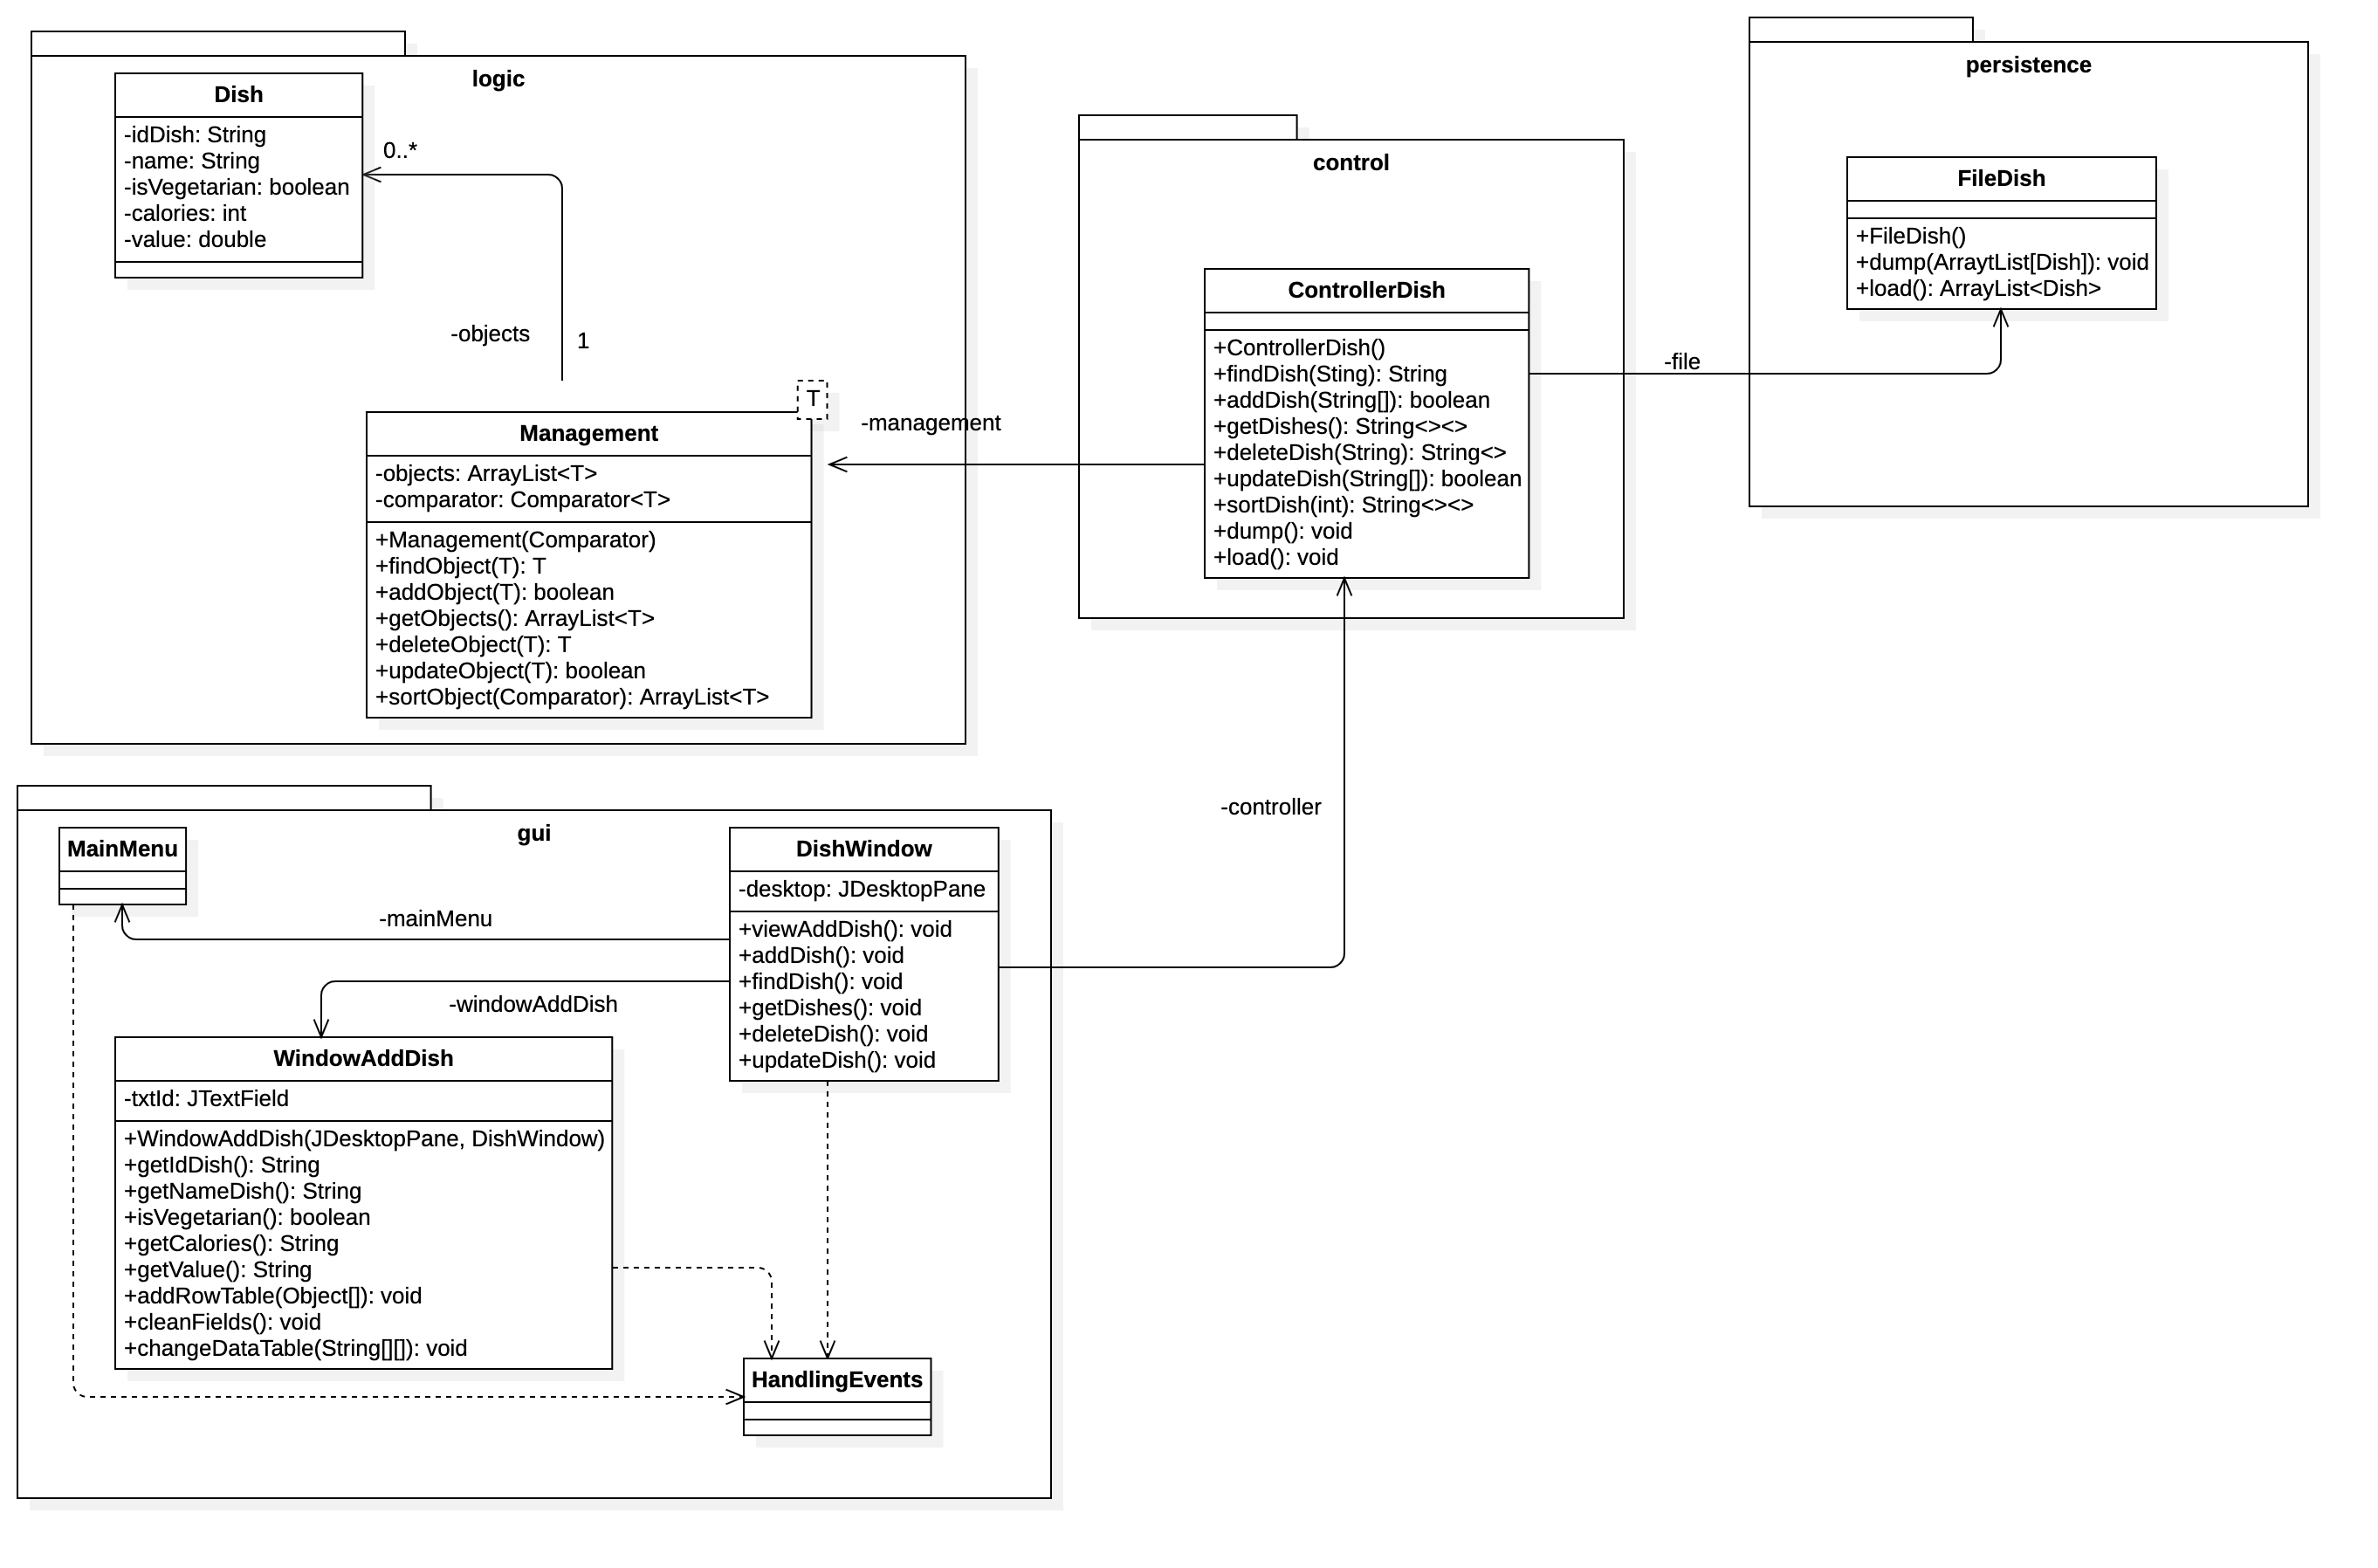 logic
Dish
-idDish: String
-name: String
-isVegetarian: boolean
-calories: int
-value: double
0..*
-objects
1
T
Management
-objects: ArrayList<T>
-comparator: Comparator<T>
+Management(Comparator)
+findObject(T): T
+addObject(T): boolean
+getObjects(): ArrayList<T>
+deleteObject(T): T
+updateObject(T): boolean
+sortObject(Comparator): ArrayList<T>
-management
control
ControllerDish
+ControllerDish()
+findDish(Sting): String
+addDish(String[]): boolean
+getDishes(): String<><>
+deleteDish(String): String<>
+updateDish(String[]): boolean
+sortDish(int): String<><>
+dump(): void
+load(): void
-file
persistence
FileDish
+FileDish()
+dump(ArraytList[Dish]): void
+load(): ArrayList<Dish>
-controller
gui
MainMenu
-mainMenu
DishWindow
-desktop: JDesktopPane
+viewAddDish(): void
+addDish(): void
+findDish(): void
+getDishes(): void
+deleteDish(): void
+updateDish(): void
-windowAddDish
WindowAddDish
-txtId: JTextField
+WindowAddDish(JDesktopPane, DishWindow)
+getIdDish(): String
+getNameDish(): String
+isVegetarian(): boolean
+getCalories(): String
+getValue(): String
+addRowTable(Object[]): void
+cleanFields(): void
+changeDataTable(String[][]): void
HandlingEvents